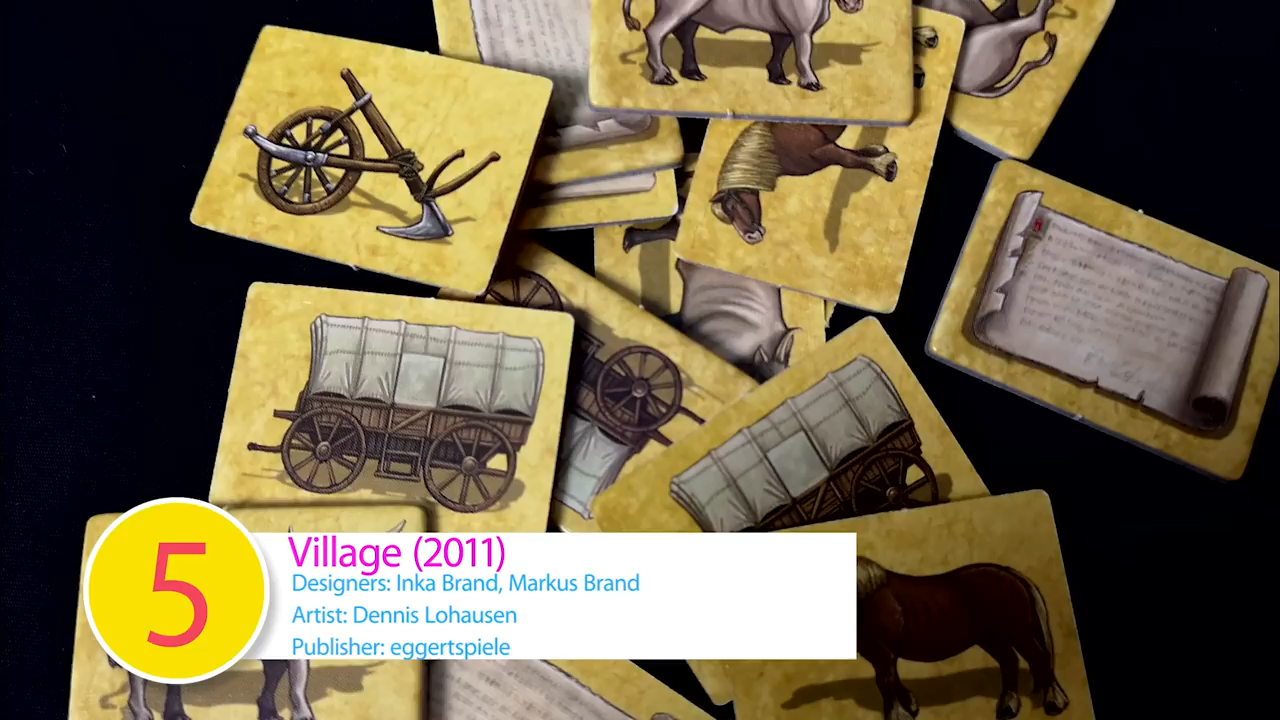 5
Village (2011)
Designers: Inka Brand, Markus Brand
Artist: Dennis Lohausen
Publisher: eggertspiele